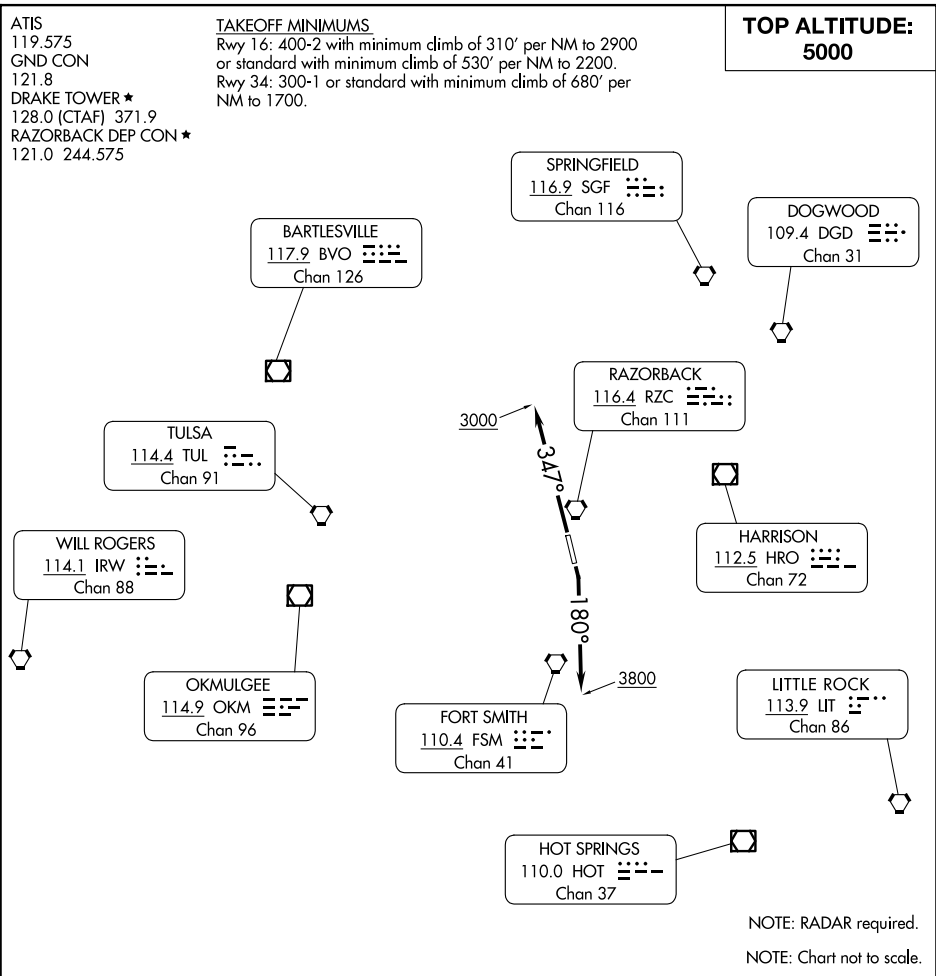 ATIS
119.575
GND CON
121.8
DRAKE TOWER ★
128.0 (CTAF) 371.9
RAZORBACK DEP CON ★
121.0 244.575
TAKEOFF MINIMUMS
Rwy 16: 400-2 with minimum climb of 310' per NM to 2900
or standard with minimum climb of 530' per NM to 2200.
Rwy 34: 300-1 or standard with minimum climb of 680' per
NM to 1700.
TOP ALTITUDE:
5000
SPRINGFIELD
116.9 SGF
Chan 116
DOGWOOD
109.4 DGD
Chan 31
BARTLESVILLE
117.9 BVO
Chan 126
RAZORBACK
116.4 RZC
Chan 111
3000
347°
TULSA
114.4 TUL
Chan 91
WILL ROGERS
114.1 IRW
Chan 88
HARRISON
112.5 HRO
Chan 72
180°
3800
OKMULGEE
114.9 OKM
Chan 96
FORT SMITH
110.4 FSM
Chan 41
LITTLE ROCK
113.9 LIT
Chan 86
HOT SPRINGS
110.0 HOT
Chan 37
NOTE: RADAR required.
NOTE: Chart not to scale.